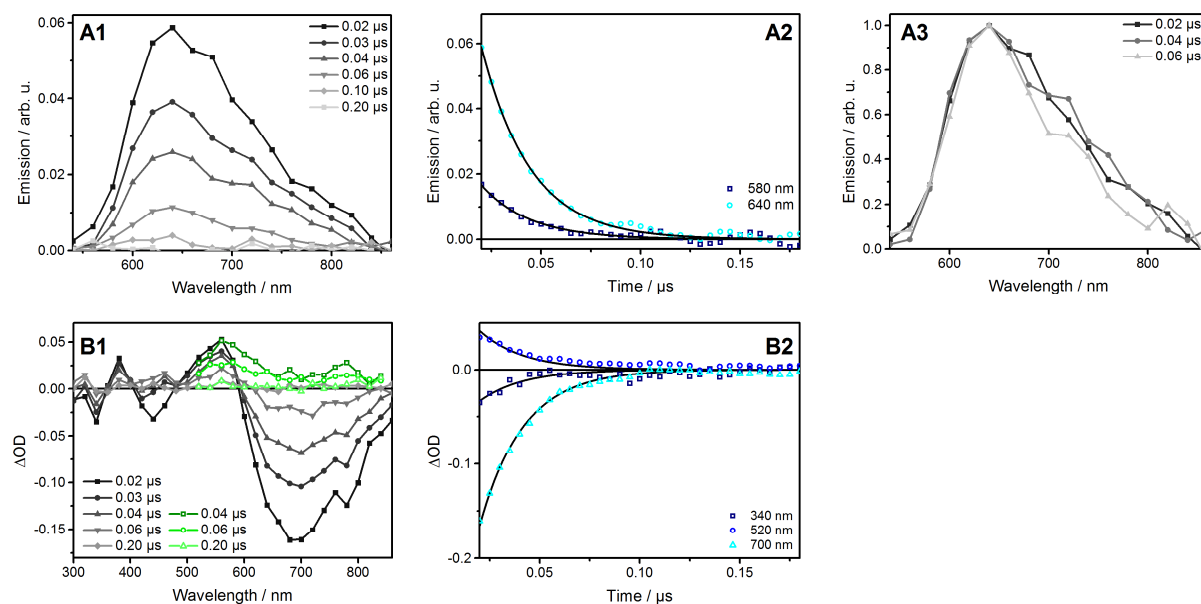 A1
0.02 µs
0.03 µs
0.04 µs
0.06 µs
0.10 µs
0.20 µs
Emission / arb. u.
0.06
0.04
0.02
0.00
600 700 800
Wavelength / nm
A2
580 nm
640 nm
Emission / arb. u.
0.06
0.04
0.02
0.00
0.05 0.10 0.15
Time / µs
A3
0.02 µs
0.04 µs
0.06 µs
Emission / arb. u.
1.0
0.8
0.6
0.4
0.2
0.0
600 700 800
Wavelength / nm
B1
0.02 µs
0.03 µs
0.04 µs 0.04 µs
0.06 µs 0.06 µs
0.20 µs 0.20 µs
ΔOD
0.05
0.00
-0.05
-0.10
-0.15
300 400 500 600 700 800
Wavelength / nm
B2
340 nm
520 nm
700 nm
ΔOD
0.0
-0.1
-0.2
0.05 0.10 0.15
Time / µs